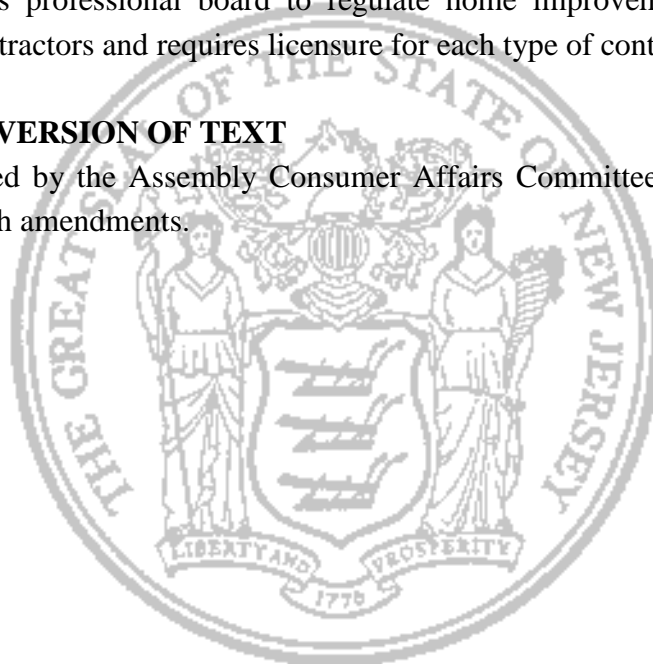 s professional board to regulate home improvem
tractors and requires licensure for each type of cont
VERSION OF TEXT
ed by the Assembly Consumer Affairs Committee
h amendments.
THE GREAT SEAL OF THE STATE OF NEW JERSEY
LIBERTY AND PROSPERITY
1776